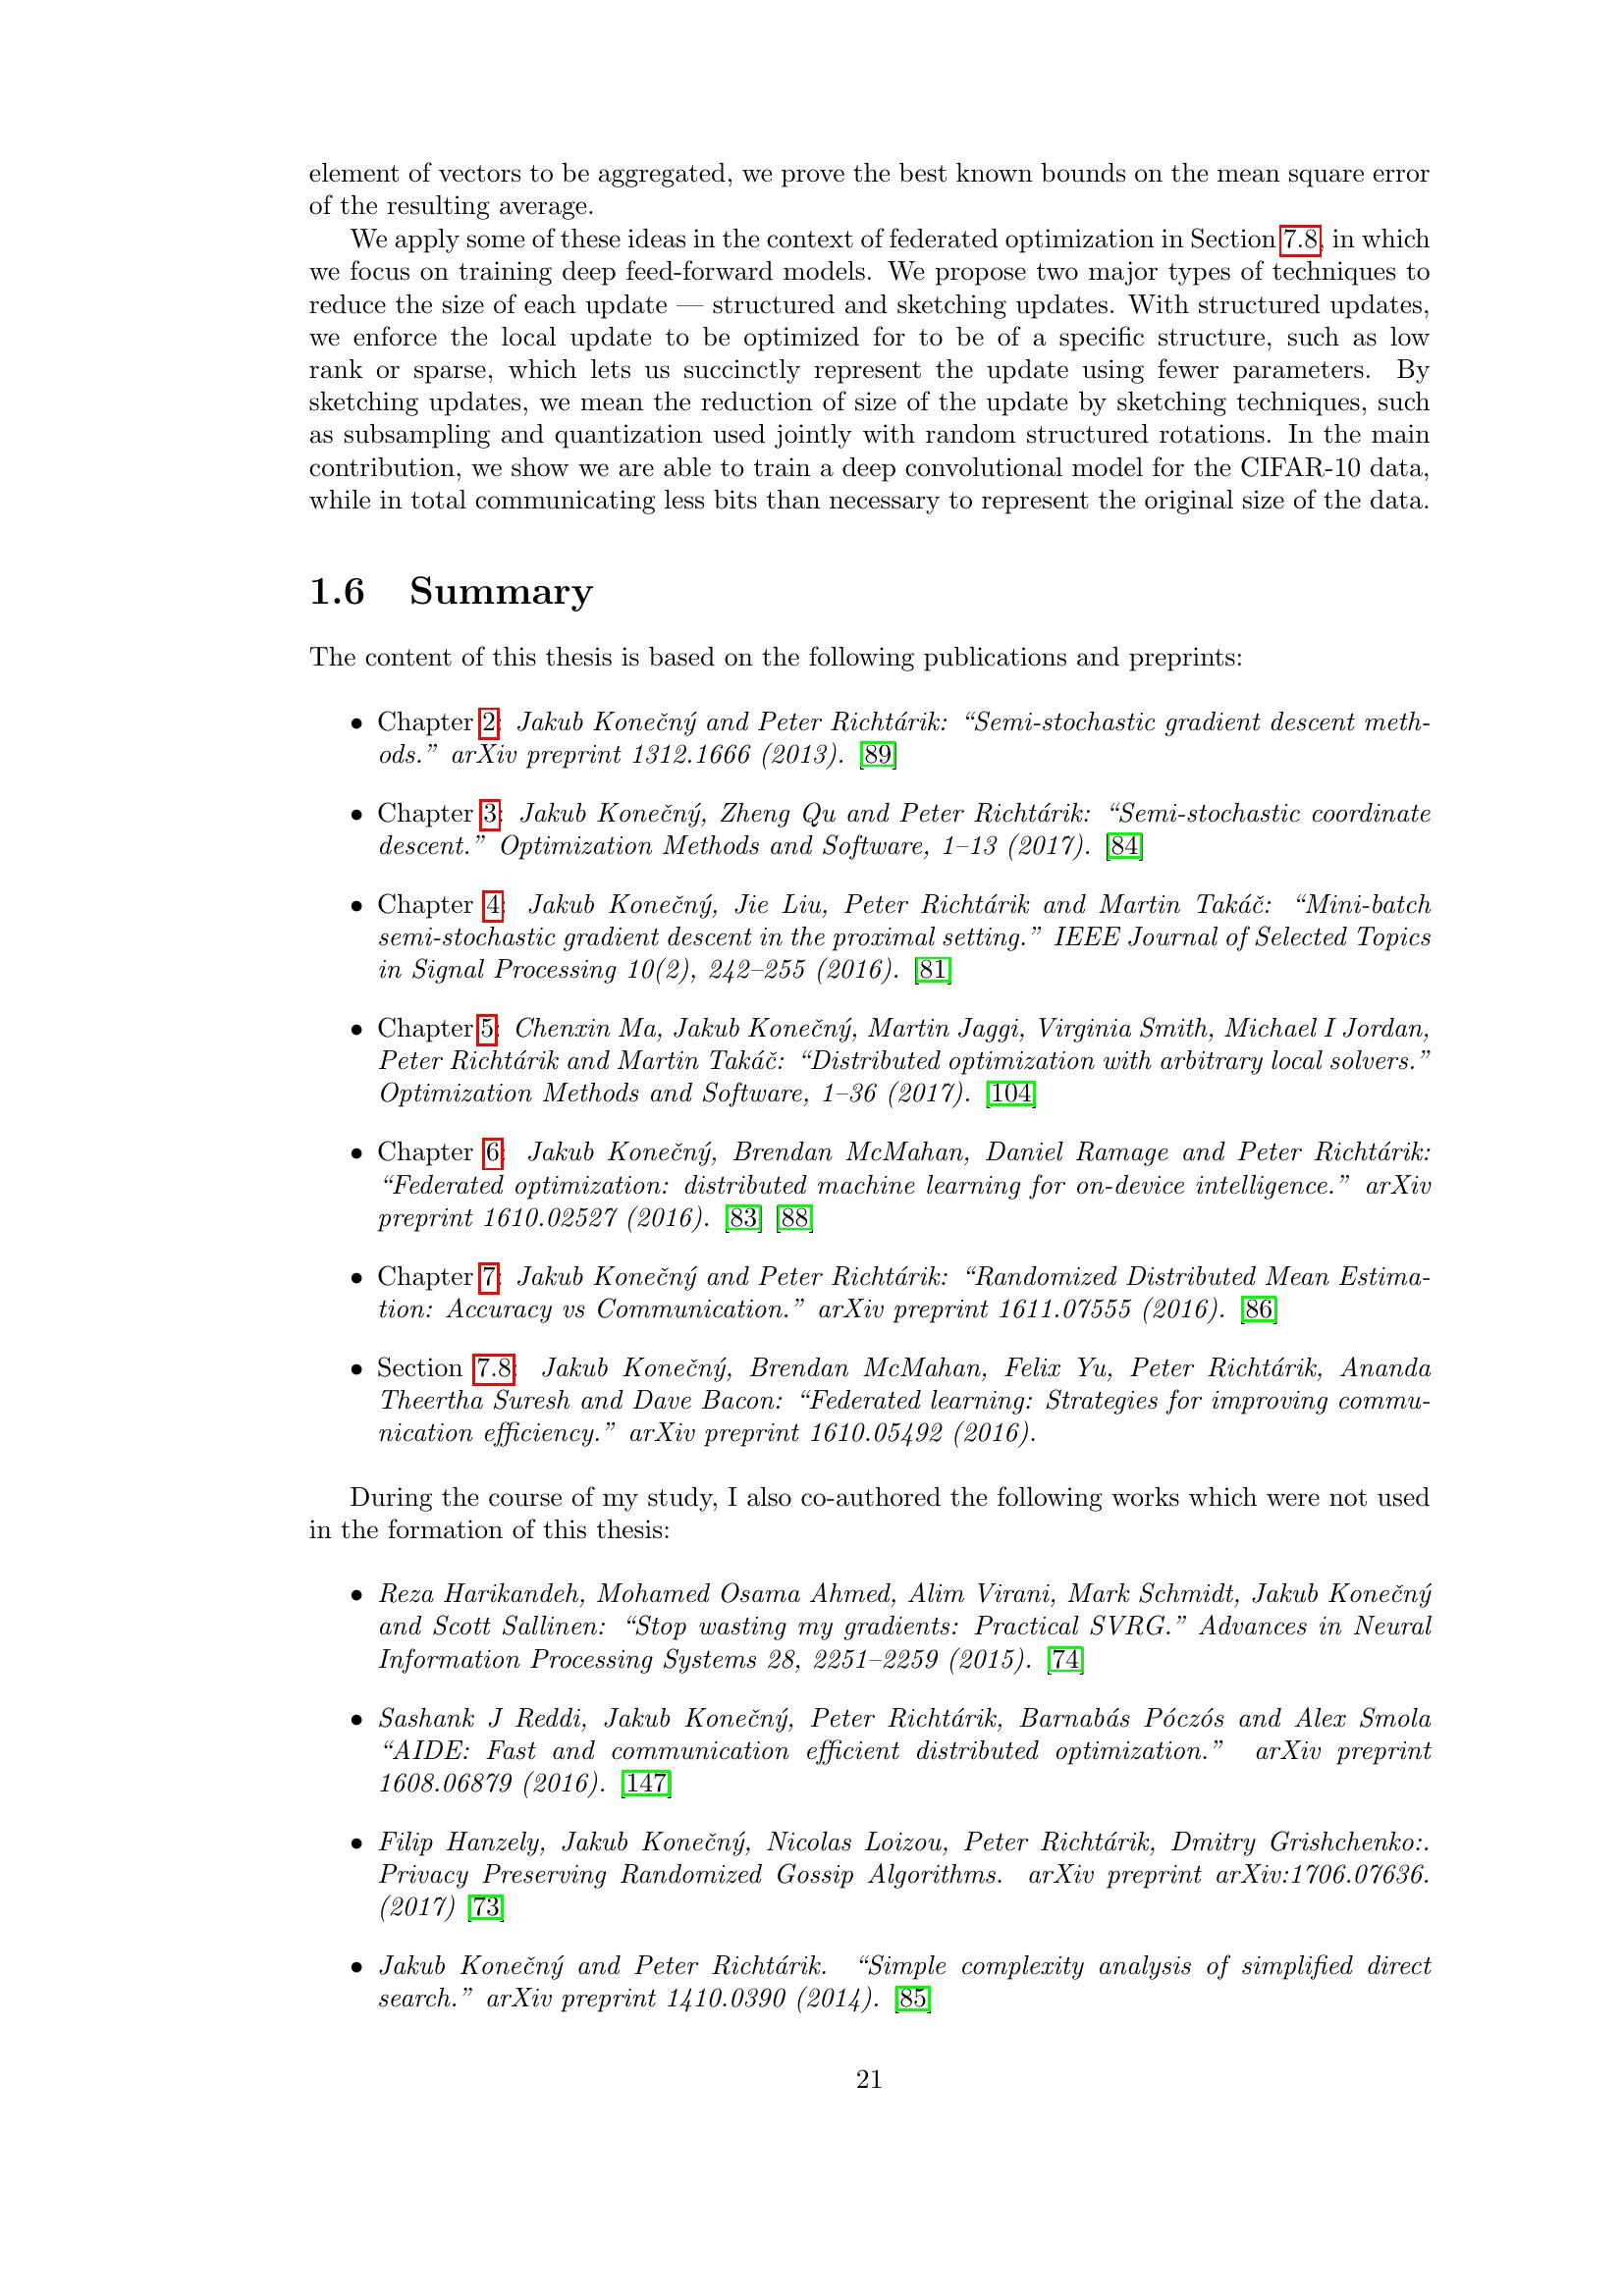 element of vectors to be aggregated, we prove the best known bounds on the mean square error
of the resulting average.
We apply some of these ideas in the context of federated optimization in Section 7.8, in which
we focus on training deep feed-forward models. We propose two major types of techniques to
reduce the size of each update — structured and sketching updates. With structured updates,
we enforce the local update to be optimized for to be of a specific structure, such as low
rank or sparse, which lets us succinctly represent the update using fewer parameters. By
sketching updates, we mean the reduction of size of the update by sketching techniques, such
as subsampling and quantization used jointly with random structured rotations. In the main
contribution, we show we are able to train a deep convolutional model for the CIFAR-10 data,
while in total communicating less bits than necessary to represent the original size of the data.
1.6 Summary
The content of this thesis is based on the following publications and preprints:
• Chapter 2: Jakub Konečný and Peter Richtárik: “Semi-stochastic gradient descent meth-
ods.” arXiv preprint 1312.1666 (2013). [89]
• Chapter 3: Jakub Konečný, Zheng Qu and Peter Richtárik: “Semi-stochastic coordinate
descent.” Optimization Methods and Software, 1–13 (2017). [84]
• Chapter 4: Jakub Konečný, Jie Liu, Peter Richtárik and Martin Takáč: “Mini-batch
semi-stochastic gradient descent in the proximal setting.” IEEE Journal of Selected Topics
in Signal Processing 10(2), 242–255 (2016). [81]
• Chapter 5: Chenxin Ma, Jakub Konečný, Martin Jaggi, Virginia Smith, Michael I Jordan,
Peter Richtárik and Martin Takáč: “Distributed optimization with arbitrary local solvers.”
Optimization Methods and Software, 1–36 (2017). [104]
• Chapter 6: Jakub Konečný, Brendan McMahan, Daniel Ramage and Peter Richtárik:
“Federated optimization: distributed machine learning for on-device intelligence.” arXiv
preprint 1610.02527 (2016). [83] [88]
• Chapter 7: Jakub Konečný and Peter Richtárik: “Randomized Distributed Mean Estima-
tion: Accuracy vs Communication.” arXiv preprint 1611.07555 (2016). [86]
• Section 7.8: Jakub Konečný, Brendan McMahan, Felix Yu, Peter Richtárik, Ananda
Theertha Suresh and Dave Bacon: “Federated learning: Strategies for improving commu-
nication efficiency.” arXiv preprint 1610.05492 (2016).
During the course of my study, I also co-authored the following works which were not used
in the formation of this thesis:
• Reza Harikandeh, Mohamed Osama Ahmed, Alim Virani, Mark Schmidt, Jakub Konečný
and Scott Sallinen: “Stop wasting my gradients: Practical SVRG.” Advances in Neural
Information Processing Systems 28, 2251–2259 (2015). [74]
• Sashank J Reddi, Jakub Konečný, Peter Richtárik, Barnabás Póczós and Alex Smola
“AIDE: Fast and communication efficient distributed optimization.” arXiv preprint
1608.06879 (2016). [147]
• Filip Hanzely, Jakub Konečný, Nicolas Loizou, Peter Richtárik, Dmitry Grishchenko:.
Privacy Preserving Randomized Gossip Algorithms. arXiv preprint arXiv:1706.07636.
(2017) [73]
• Jakub Konečný and Peter Richtárik. “Simple complexity analysis of simplified direct
search.” arXiv preprint 1410.0390 (2014). [85]
21